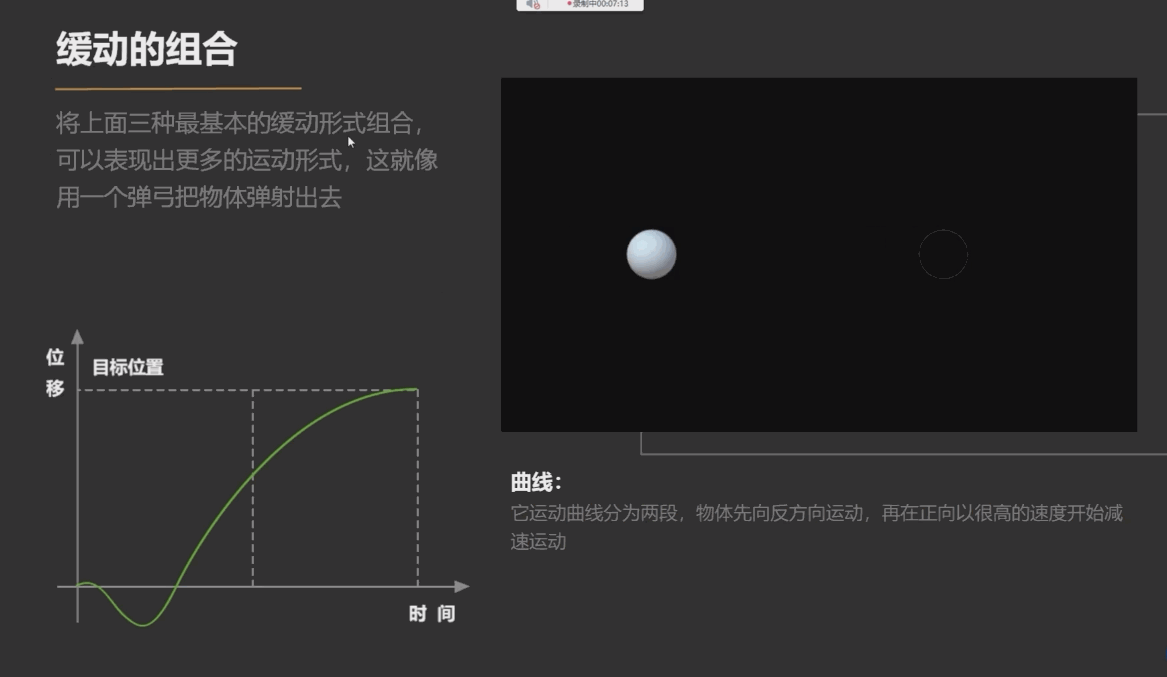 录制中00:07:13
缓动的组合
将上面三种最基本的缓动形式组合，
可以表现出更多的运动形式，这就像
用一个弹弓把物体弹射出去
位移
目标位置
时 间
曲线：
它运动曲线分为两段，物体先向反方向运动，再在正向以很高的速度开始减
速运动